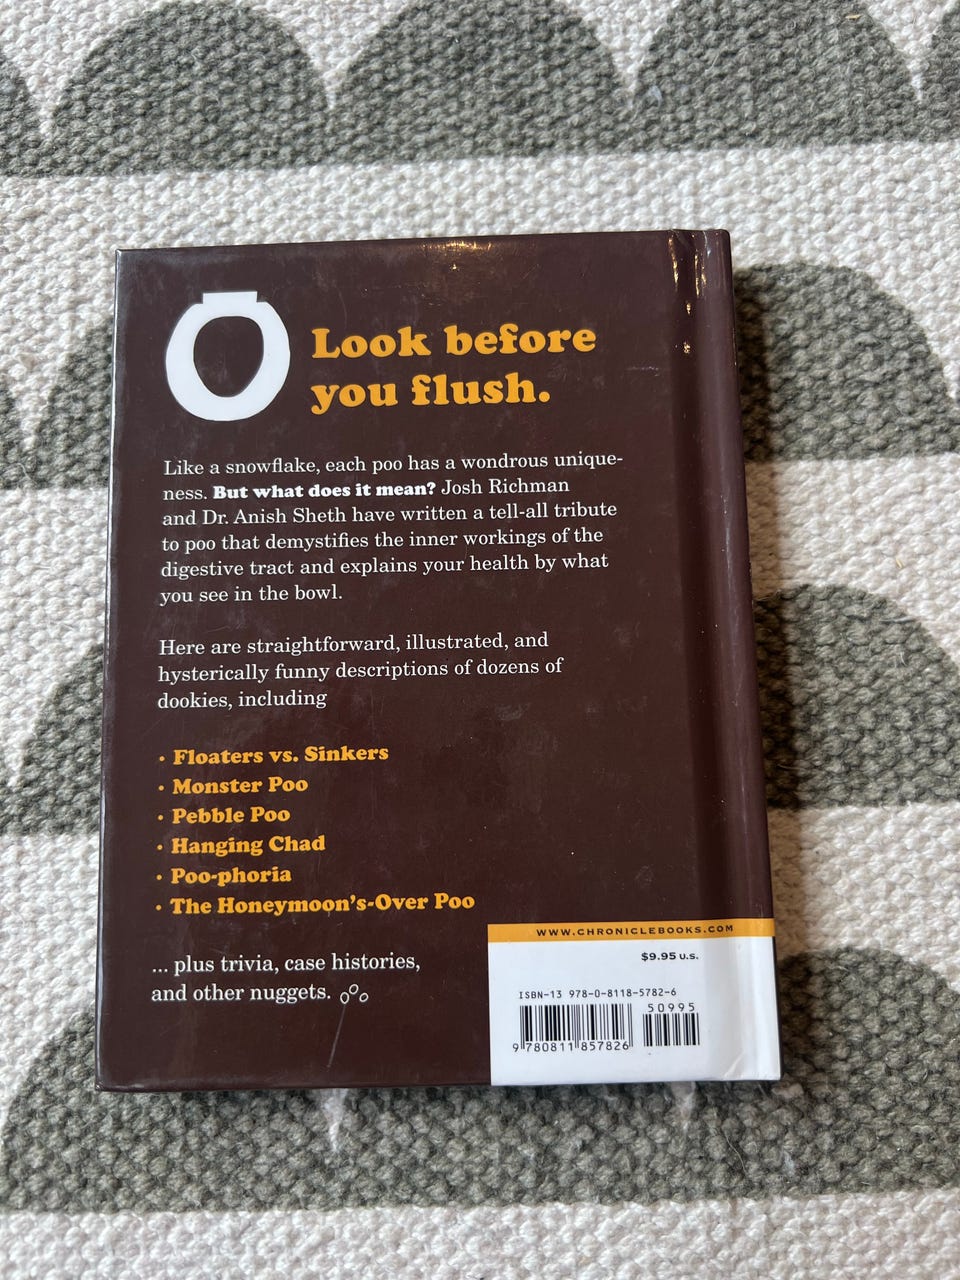 Look before
you flush.
Like a snowflake, each poo has a wondrous unique-
ness. But what does it mean? Josh Richman
and Dr. Anish Sheth have written a tell-all tribute
to poo that demystifies the inner workings of the
digestive tract and explains your health by what
you see in the bowl.
Here are straightforward, illustrated, and
hysterically funny descriptions of dozens of
dookies, including
• Floaters vs. Sinkers
• Monster Poo
• Pebble Poo
• Hanging Chad
• Poo-phoria
• The Honeymoon's-Over Poo
... plus trivia, case histories,
and other nuggets.
WWW.CHRONICLEBOOKS.COM
$9.95 U.S.
ISBN-13 978-0-8118-5782-6
50995
9 780811 857826